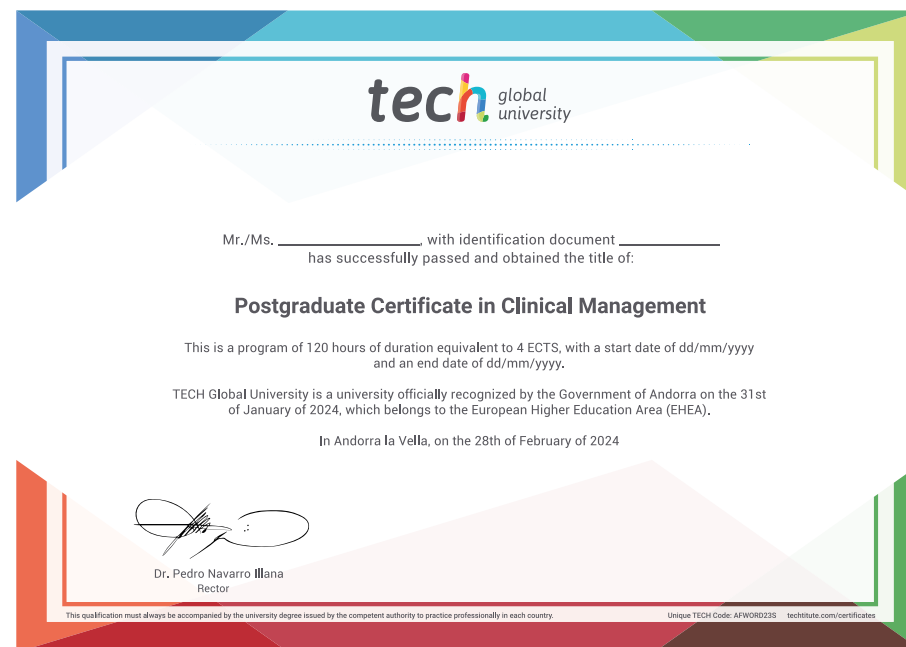 tech global university
Mr./Ms. ____________, with identification document ____________
has successfully passed and obtained the title of:
Postgraduate Certificate in Clinical Management
This is a program of 120 hours of duration equivalent to 4 ECTS, with a start date of dd/mm/yyyy
and an end date of dd/mm/yyyy.
TECH Global University is a university officially recognized by the Government of Andorra on the 31st
of January of 2024, which belongs to the European Higher Education Area (EHEA).
In Andorra la Vella, on the 28th of February of 2024
Dr. Pedro Navarro Illana
Rector
This qualification must always be accompanied by the university degree issued by the competent authority to practice professionally in each country.
Unique TECH Code: AFWORD23S techtitute.com/certificates